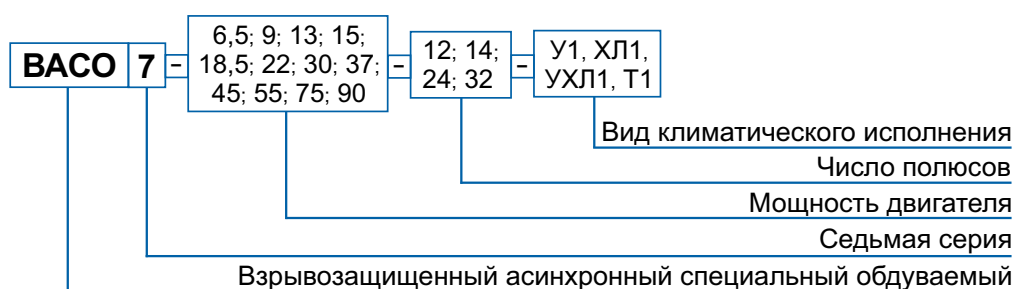 6,5; 9; 13; 15;
18,5; 22; 30; 37;
45; 55; 75; 90
12; 14;
24; 32
У1, ХЛ1,
УХЛ1, Т1
ВАСО 7 - - -
Вид климатического исполнения
Число полюсов
Мощность двигателя
Седьмая серия
Взрывозащищенный асинхронный специальный обдуваемый